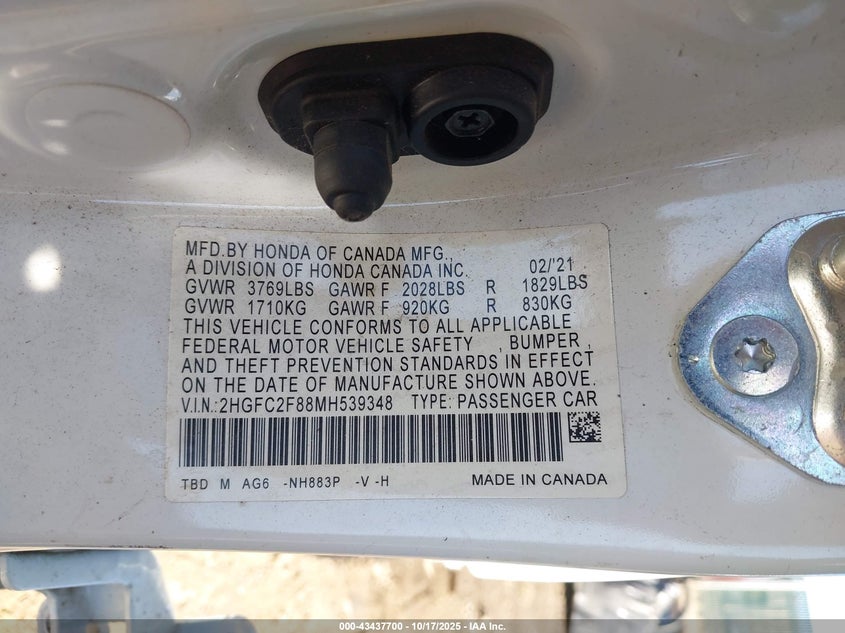 MFD.BY HONDA OF CANADA MFG.,
A DIVISION OF HONDA CANADA INC. 02/'21
GVWR 3769LBS GAWR F 2028LBS R 1829LBS
GVWR 1710KG GAWR F 920KG R 830KG
THIS VEHICLE CONFORMS TO ALL APPLICABLE
FEDERAL MOTOR VEHICLE SAFETY , BUMPER ,
AND THEFT PREVENTION STANDARDS IN EFFECT
ON THE DATE OF MANUFACTURE SHOWN ABOVE.
V.I.N.:2HGFC2F88MH539348 TYPE: PASSENGER CAR
TBD M AG6 -NH883P -V -H MADE IN CANADA
000-43437700 - 10/17/2025 - IAA Inc.